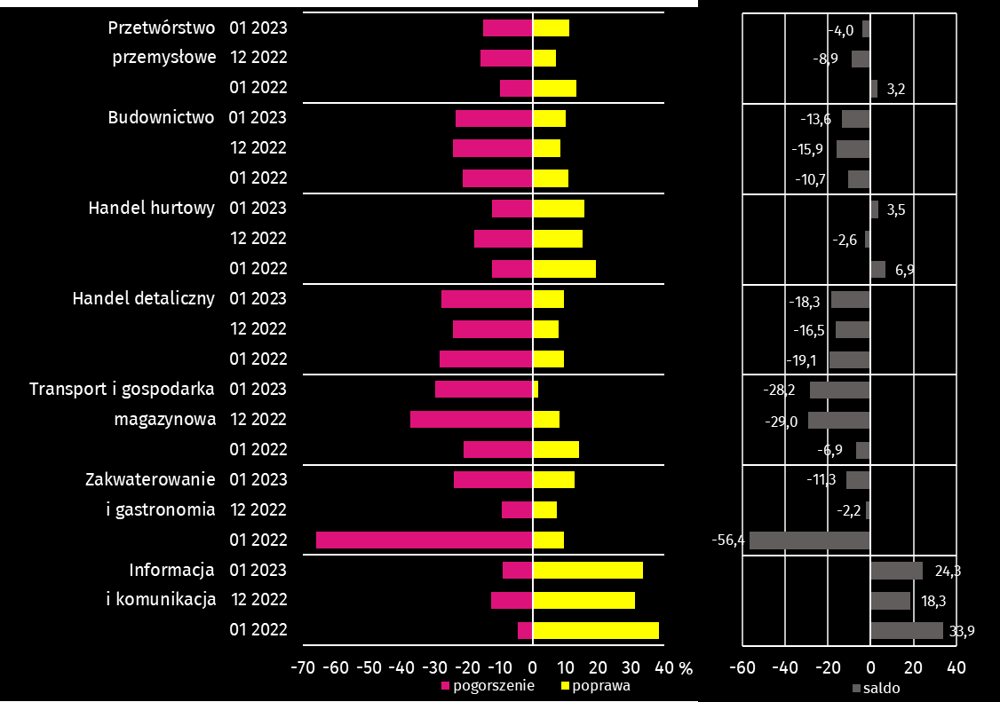 Przetwórstwo 01 2023 -4,0
przemysłowe 12 2022 -8,9
01 2022 3,2
Budownictwo 01 2023 -13,6
12 2022 -15,9
01 2022 -10,7
Handel hurtowy 01 2023 3,5
12 2022 -2,6
01 2022 6,9
Handel detaliczny 01 2023 -18,3
12 2022 -16,5
01 2022 -19,1
Transport i gospodarka 01 2023 -28,2
magazynowa 12 2022 -29,0
01 2022 -6,9
Zakwaterowanie 01 2023 -11,3
i gastronomia 12 2022 -2,2
01 2022 -56,4
Informacja 01 2023 24,3
i komunikacja 12 2022 18,3
01 2022 33,9
-70 -60 -50 -40 -30 -20 -10 0 10 20 30 40 % -60 -40 -20 0 20 40
pogorszenie poprawa saldo